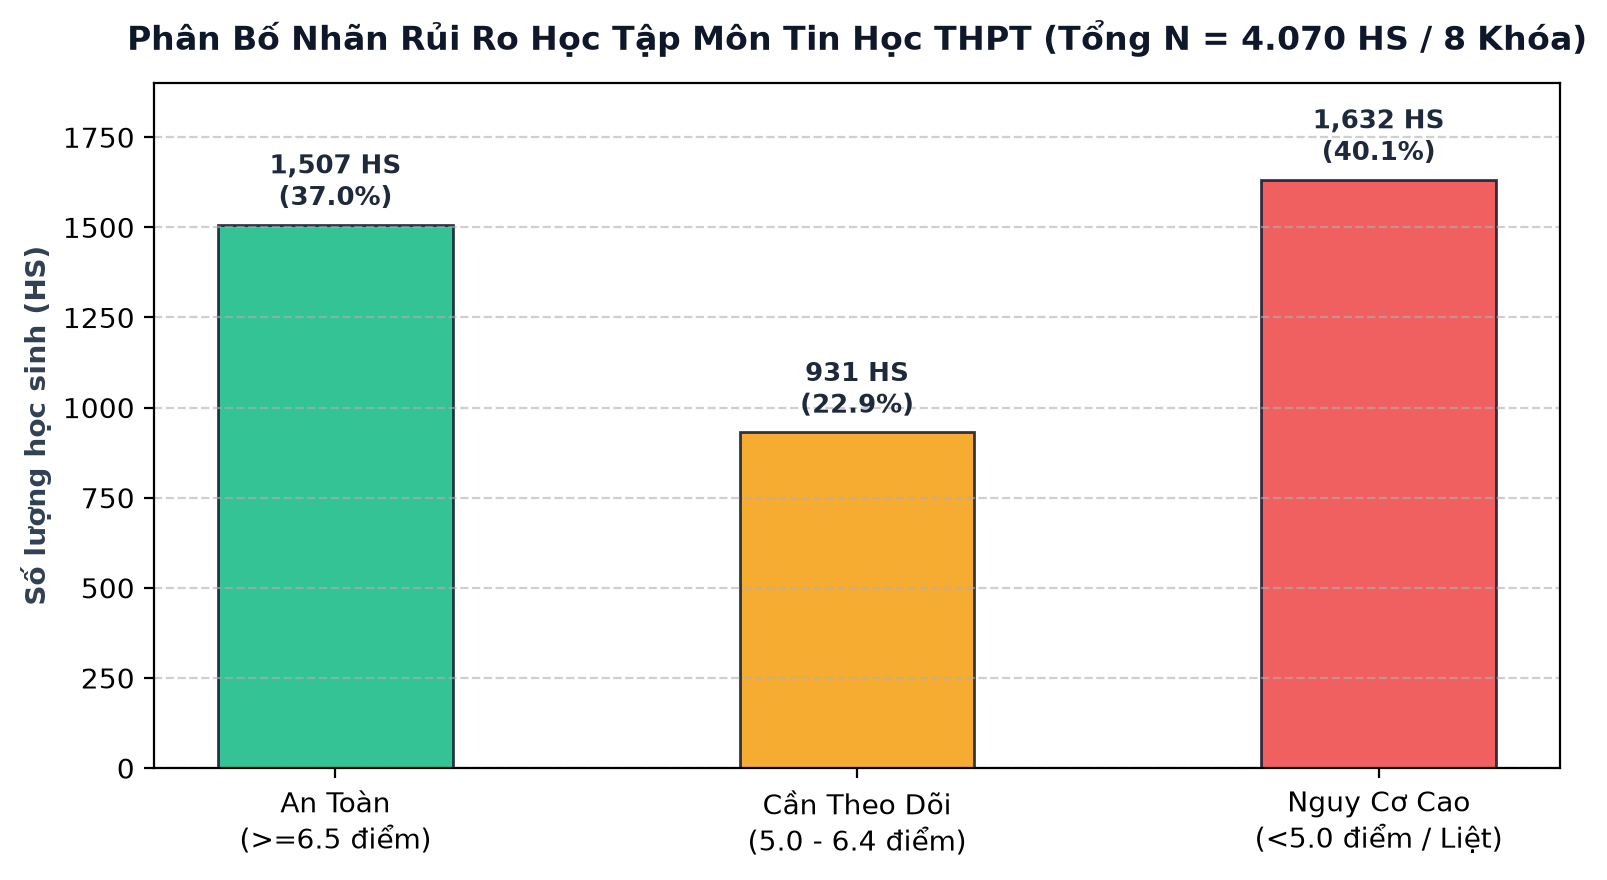 Phân Bố Nhãn Rủi Ro Học Tập Môn Tin Học THPT (Tổng N = 4.070 HS / 8 Khóa)
Số lượng học sinh (HS)
1750
1500
1250
1000
750
500
250
0
1,507 HS
(37.0%)
931 HS
(22.9%)
1,632 HS
(40.1%)
An Toàn
(>=6.5 điểm)
Cần Theo Dõi
(5.0 - 6.4 điểm)
Nguy Cơ Cao
(<5.0 điểm / Liệt)